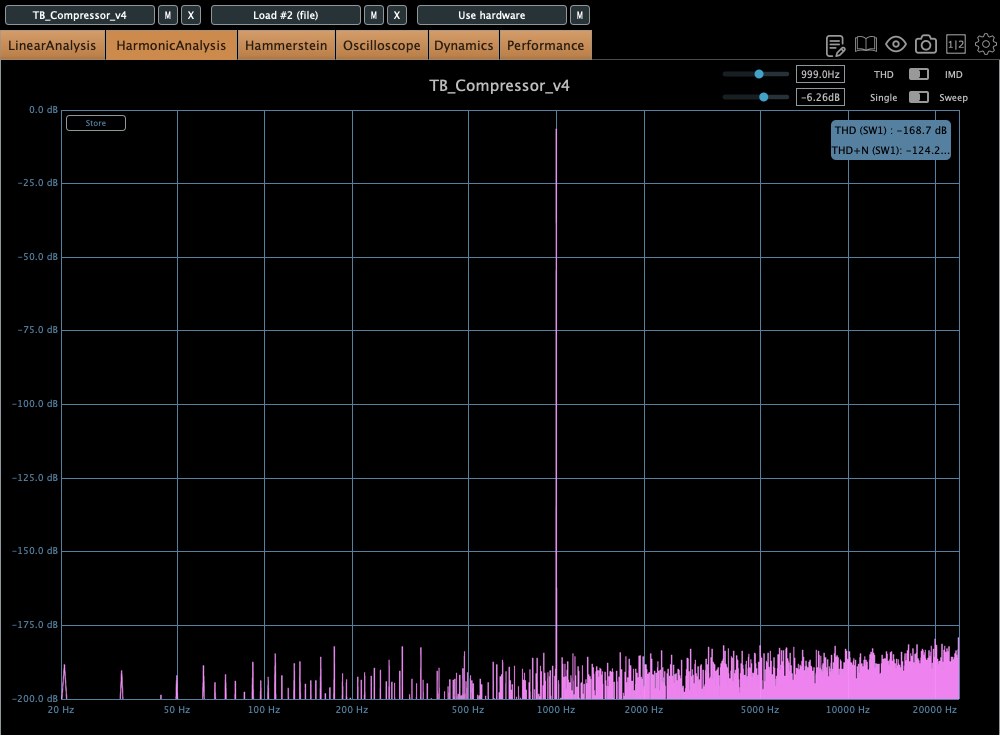 TB_Compressor_v4 M X Load #2 (file) M X Use hardware M
LinearAnalysis HarmonicAnalysis Hammerstein Oscilloscope Dynamics Performance 1|2
TB_Compressor_v4
999.0Hz THD IMD
-6.26dB Single Sweep
0.0 dB
Store
THD (SW1) : -168.7 dB
THD+N (SW1): -124.2...
-25.0 dB
-50.0 dB
-75.0 dB
-100.0 dB
-125.0 dB
-150.0 dB
-175.0 dB
-200.0 dB
20 Hz 50 Hz 100 Hz 200 Hz 500 Hz 1000 Hz 2000 Hz 5000 Hz 10000 Hz 20000 Hz